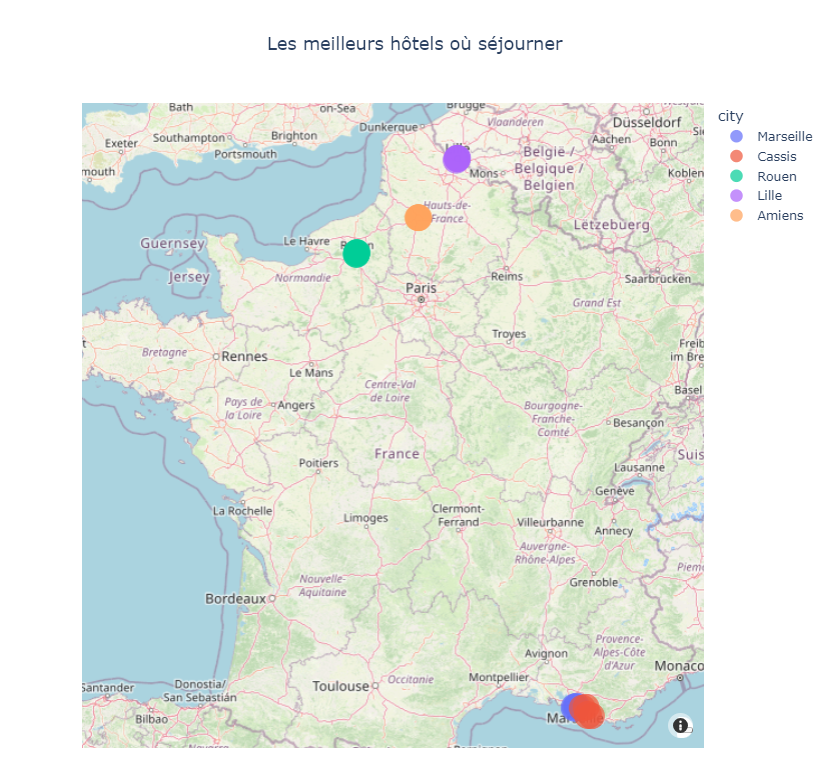 Les meilleurs hôtels où séjourner
city
Marseille
Cassis
Rouen
Lille
Amiens
Bath
on-Sea
Brugge
Vlaanderen
Düsseldorf
Exeter
Southampton
Brighton
Dunkerque
Aachen
Bonn
Portsmouth
mouth
België /
Belgique /
Belgien
Mons
Koblen
Hauts-de-
France
Lëtzebuerg
Guernsey
Le Havre
Jersey
Normandie
Paris
Reims
Saarbrücken
Grand Est
Troyes
Bretagne
Rennes
Le Mans
Freib
im Bre
Centre-Val
de Loire
Basel
Pays de
la Loire
Angers
Bourgogne-
Franche-
Comté
Besançon
France
Suis
Poitiers
Lausanne
Genève
La Rochelle
Limoges
Clermont-
Ferrand
Villeurbanne
Annecy
Auvergne-
Rhône-Alpes
Piem
Nouvelle-
Aquitaine
Grenoble
Bordeaux
Provence-
Alpes-Côte
d'Azur
Avignon
Monaco
Santander
Donostia/
San Sebastián
Toulouse
Occitanie
Montpellier
Bilbao